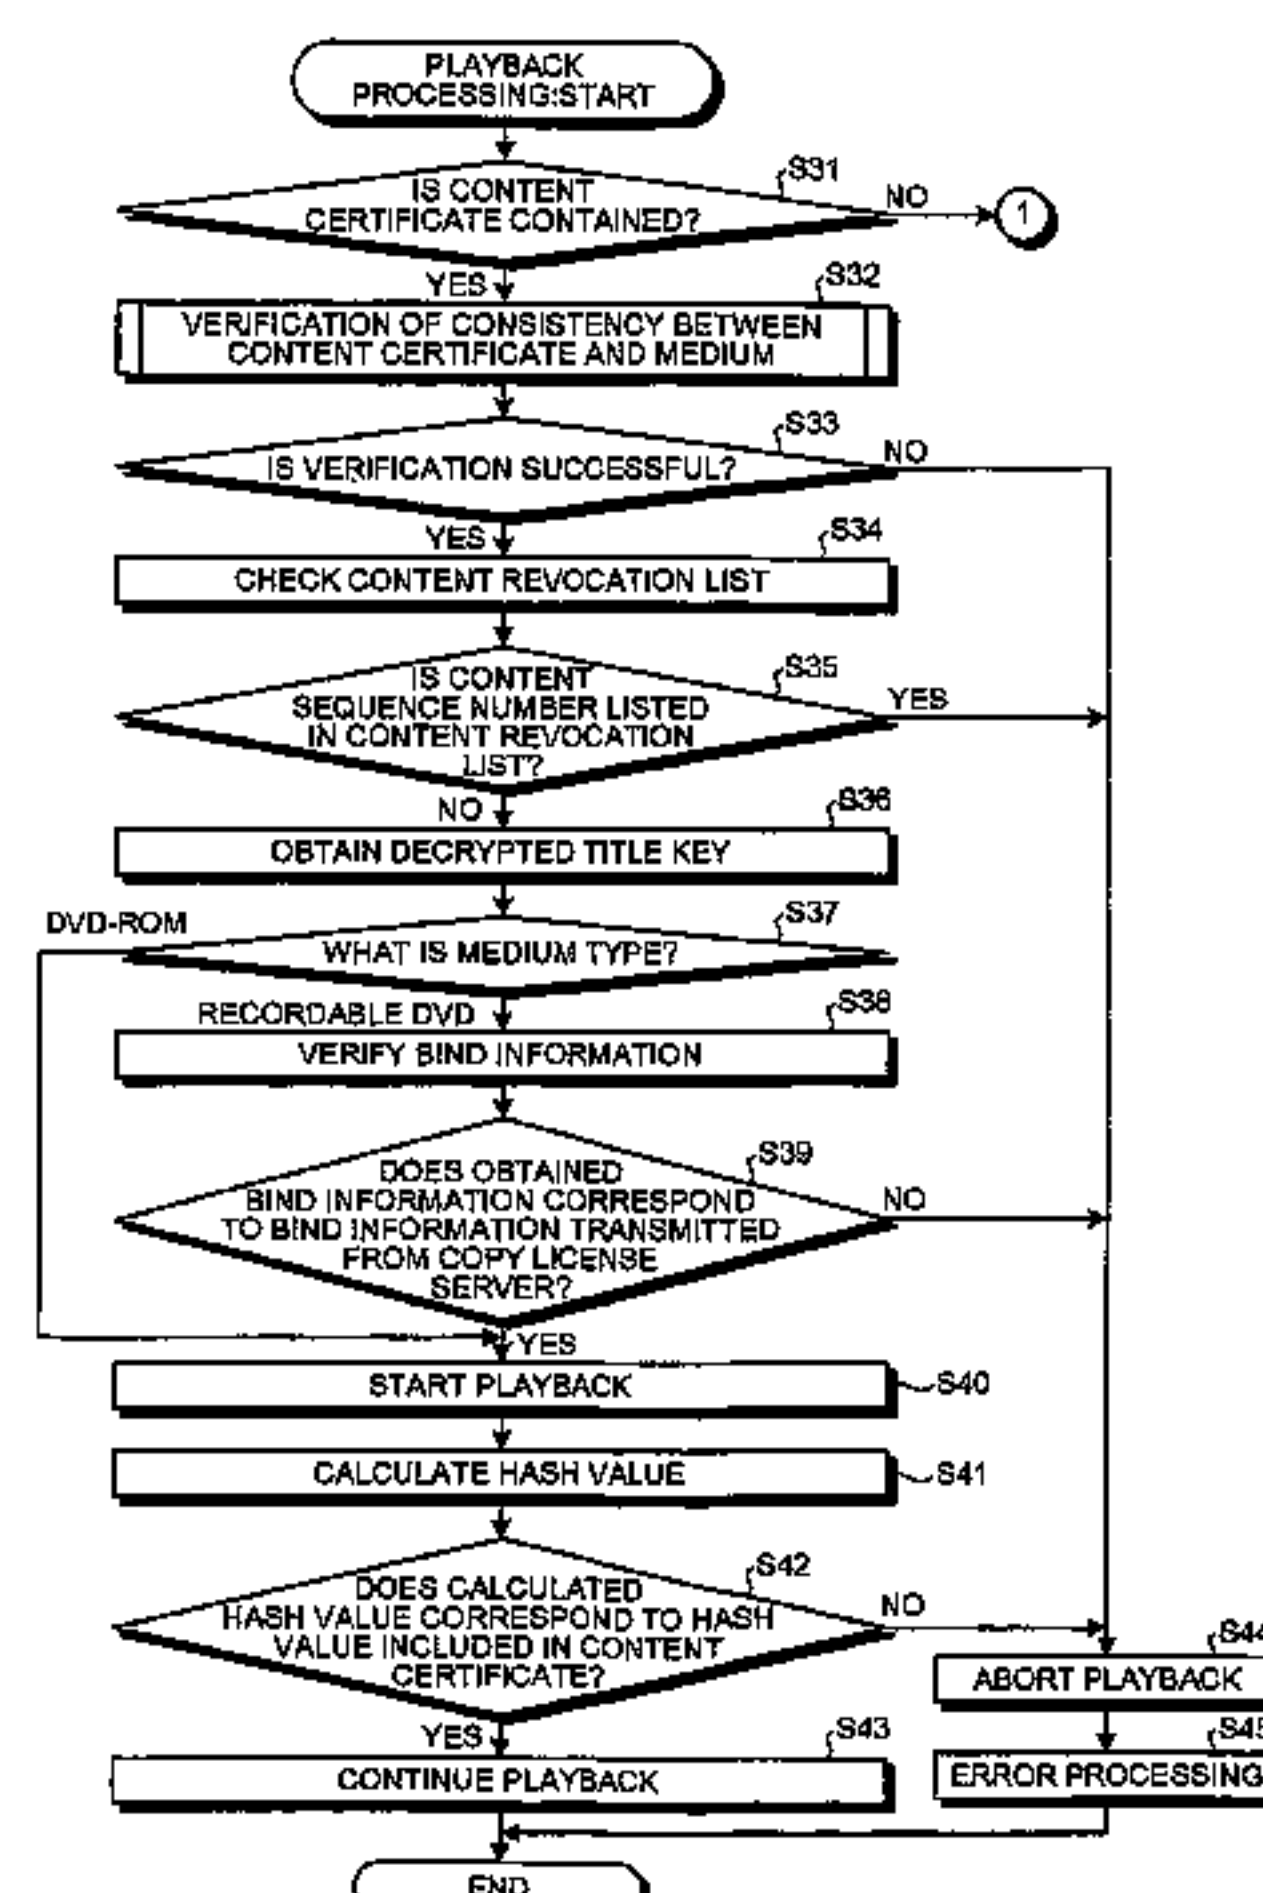 PLAYBACK
PROCESSING:START
S31
IS CONTENT
CERTIFICATE CONTAINED?
NO
1
YES
S32
VERIFICATION OF CONSISTENCY BETWEEN
CONTENT CERTIFICATE AND MEDIUM
S33
IS VERIFICATION SUCCESSFUL?
NO
YES
S34
CHECK CONTENT REVOCATION LIST
S35
IS CONTENT
SEQUENCE NUMBER LISTED
IN CONTENT REVOCATION
LIST?
YES
NO
S36
OBTAIN DECRYPTED TITLE KEY
DVD-ROM
S37
WHAT IS MEDIUM TYPE?
RECORDABLE DVD
S38
VERIFY BIND INFORMATION
S39
DOES OBTAINED
BIND INFORMATION CORRESPOND
TO BIND INFORMATION TRANSMITTED
FROM COPY LICENSE
SERVER?
NO
YES
START PLAYBACK
S40
CALCULATE HASH VALUE
S41
S42
DOES CALCULATED
HASH VALUE CORRESPOND TO HASH
VALUE INCLUDED IN CONTENT
CERTIFICATE?
NO
S44
ABORT PLAYBACK
YES
S43
CONTINUE PLAYBACK
S45
ERROR PROCESSING
END